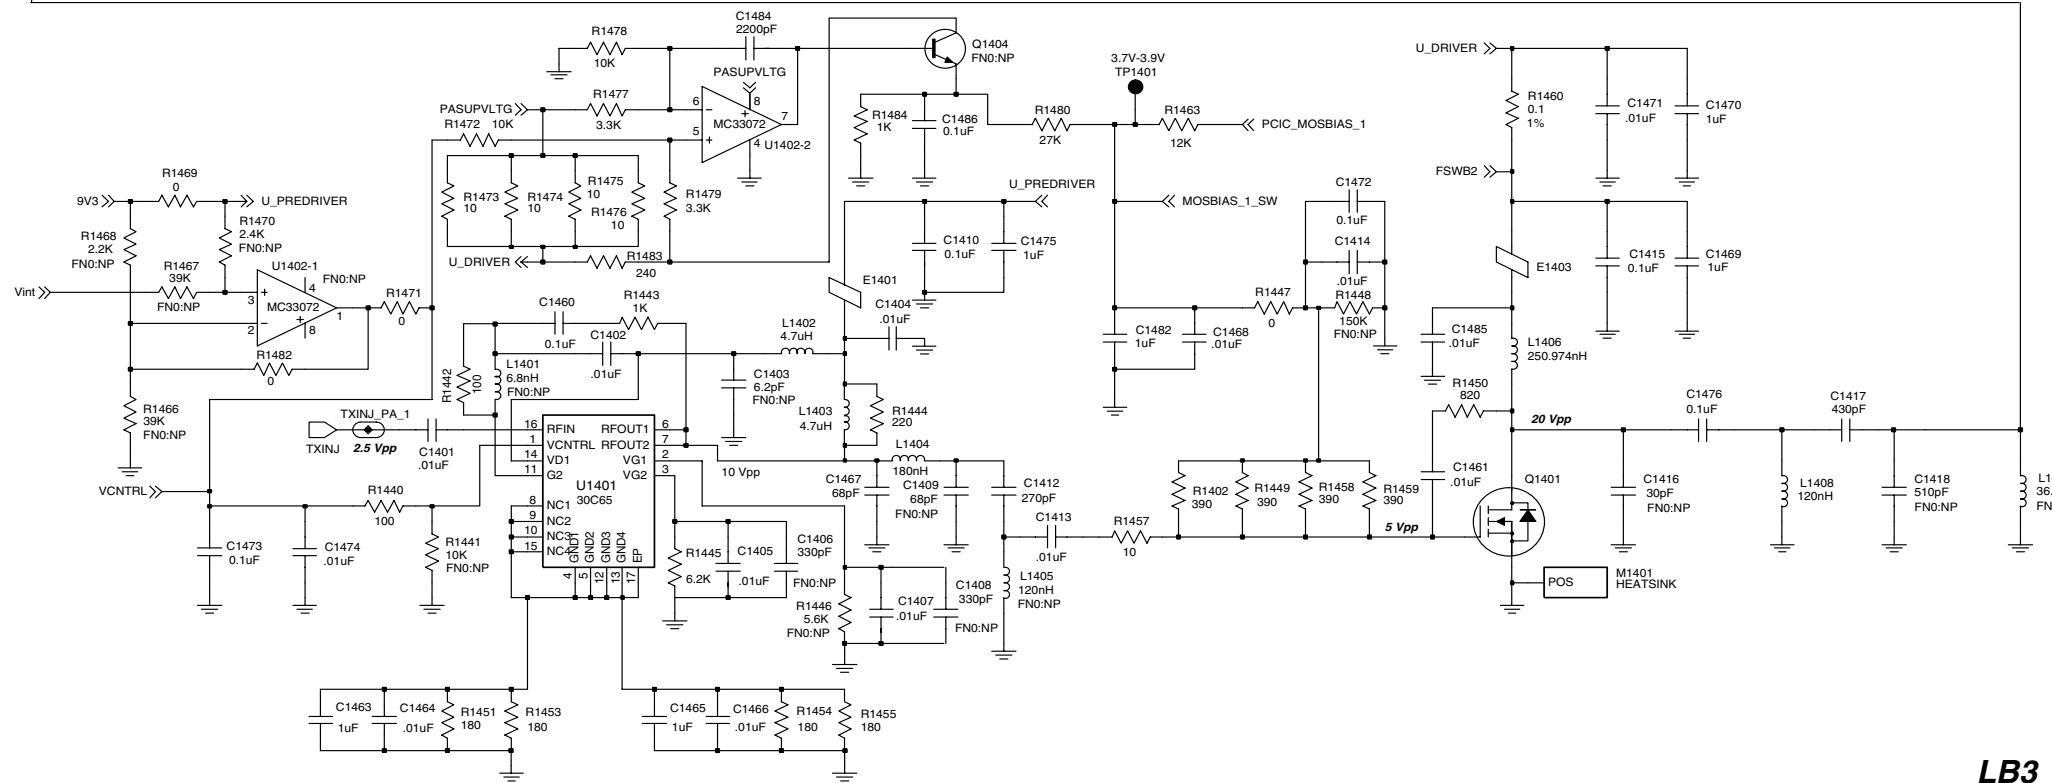 C1484
2200pF
R1478
10K
Q1404
FN0:NP
U_DRIVER
3.7V-3.9V
TP1401
PASUPVLTG
R1460
0.1
1%
C1471
.01uF
C1470
1uF
PASUPVLTG
R1477
3.3K
6
8
7
MC33072
5
4
U1402-2
R1472 10K
R1484
1K
C1486
0.1uF
R1480
27K
R1463
12K
PCIC_MOSBIAS_1
R1469
0
9V3
U_PREDRIVER
R1470
2.4K
FN0:NP
R1468
2.2K
FN0:NP
R1473
10
R1474
10
R1475
10
R1476
10
R1479
3.3K
U_PREDRIVER
FSWB2
C1472
0.1uF
MOSBIAS_1_SW
C1410
0.1uF
C1475
1uF
C1414
.01uF
C1415
0.1uF
C1469
1uF
E1403
U_DRIVER
R1483
240
R1467
39K
FN0:NP
U1402-1
FN0:NP
Vint
3
4
MC33072
1
2
8
R1471
0
E1401
C1404
.01uF
R1447
0
R1448
150K
FN0:NP
C1460
0.1uF
R1443
1K
C1402
.01uF
L1402
4.7uH
C1482
1uF
C1468
.01uF
C1485
.01uF
L1406
250.974nH
R1482
0
R1442
100
L1401
6.8nH
FN0:NP
C1403
6.2pF
FN0:NP
R1466
39K
FN0:NP
L1403
4.7uH
R1444
220
R1450
820
C1476
0.1uF
C1417
430pF
TXINJ_PA_1
TXINJ
2.5 Vpp
C1401
.01uF
16
RFIN
RFOUT1
6
1
VCNTRL
RFOUT2
7
14
VD1
VG1
2
11
G2
VG2
3
U1401
30C65
8
NC1
9
NC2
10
NC3
15
NC4
GND1
GND2
GND3
GND4
EP
4
5
12
13
17
20 Vpp
10 Vpp
L1404
180nH
VCNTRL
R1440
100
C1467
68pF
C1409
68pF
FN0:NP
C1412
270pF
C1413
.01uF
R1457
10
R1402
390
R1449
390
R1458
390
R1459
390
C1461
.01uF
5 Vpp
Q1401
C1416
30pF
FN0:NP
L1408
120nH
C1418
510pF
FN0:NP
L1
36.
FN
C1473
0.1uF
C1474
.01uF
R1441
10K
FN0:NP
R1445
6.2K
C1405
.01uF
C1406
330pF
FN0:NP
L1405
120nH
FN0:NP
POS
M1401
HEATSINK
R1446
5.6K
FN0:NP
C1407
.01uF
C1408
330pF
FN0:NP
C1463
1uF
C1464
.01uF
R1451
180
R1453
180
C1465
1uF
C1466
.01uF
R1454
180
R1455
180
LB3